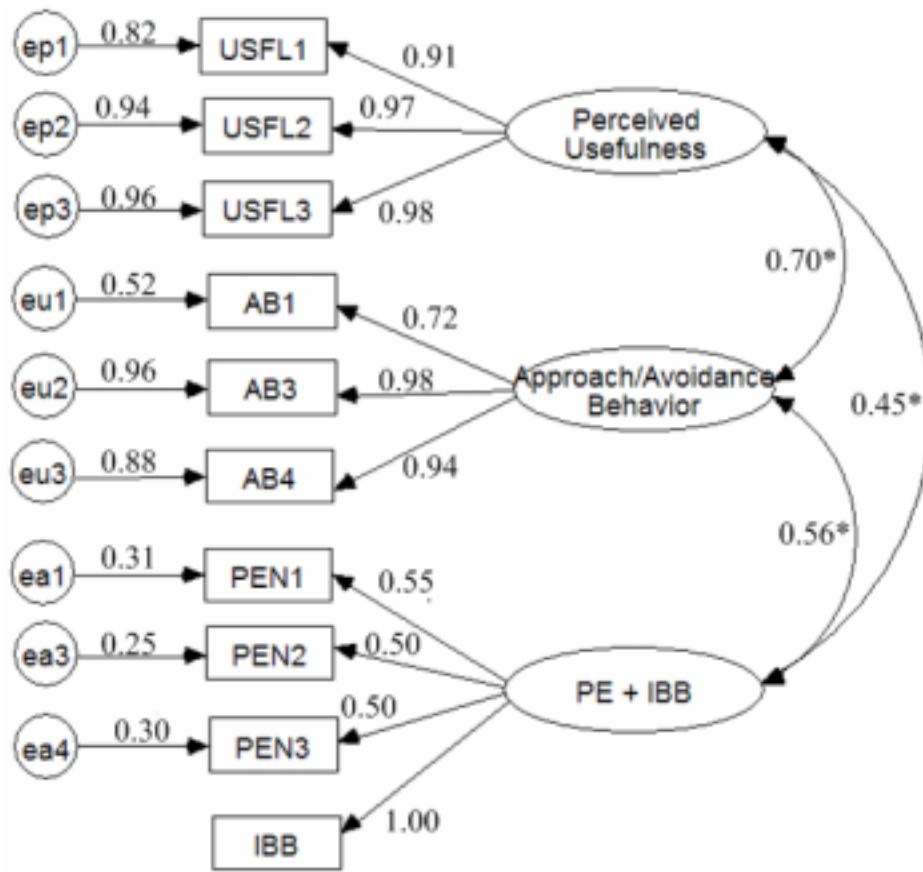 ep1 0.82 USFL1 0.91
ep2 0.94 USFL2 0.97 Perceived
Usefulness
ep3 0.96 USFL3 0.98
0.70*
eu1 0.52 AB1 0.72
eu2 0.96 AB3 0.98 Approach/Avoidance
Behavior
0.45*
eu3 0.88 AB4 0.94
0.56*
ea1 0.31 PEN1 0.55
ea3 0.25 PEN2 0.50
PE + IBB
ea4 0.30 PEN3 0.50
IBB 1.00